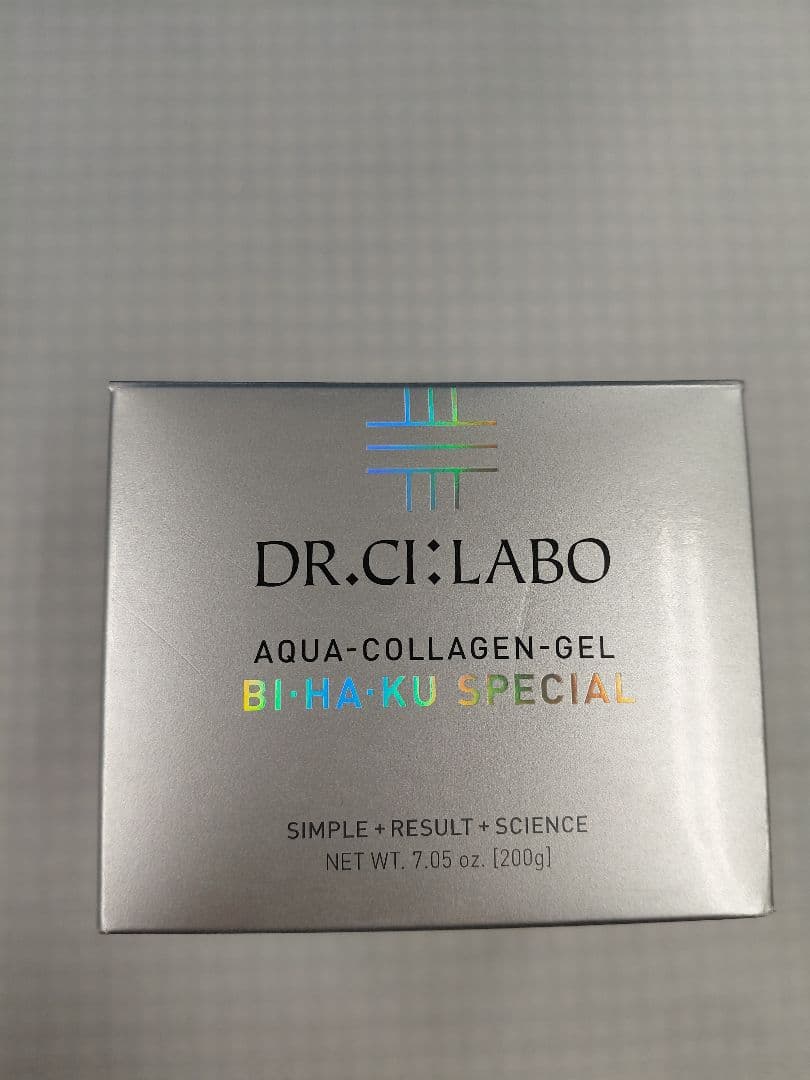 DR.CI:LABO
AQUA-COLLAGEN-GEL
BI·HA·KU SPECIAL
SIMPLE + RESULT + SCIENCE
NET WT. 7.05 oz. [200g]